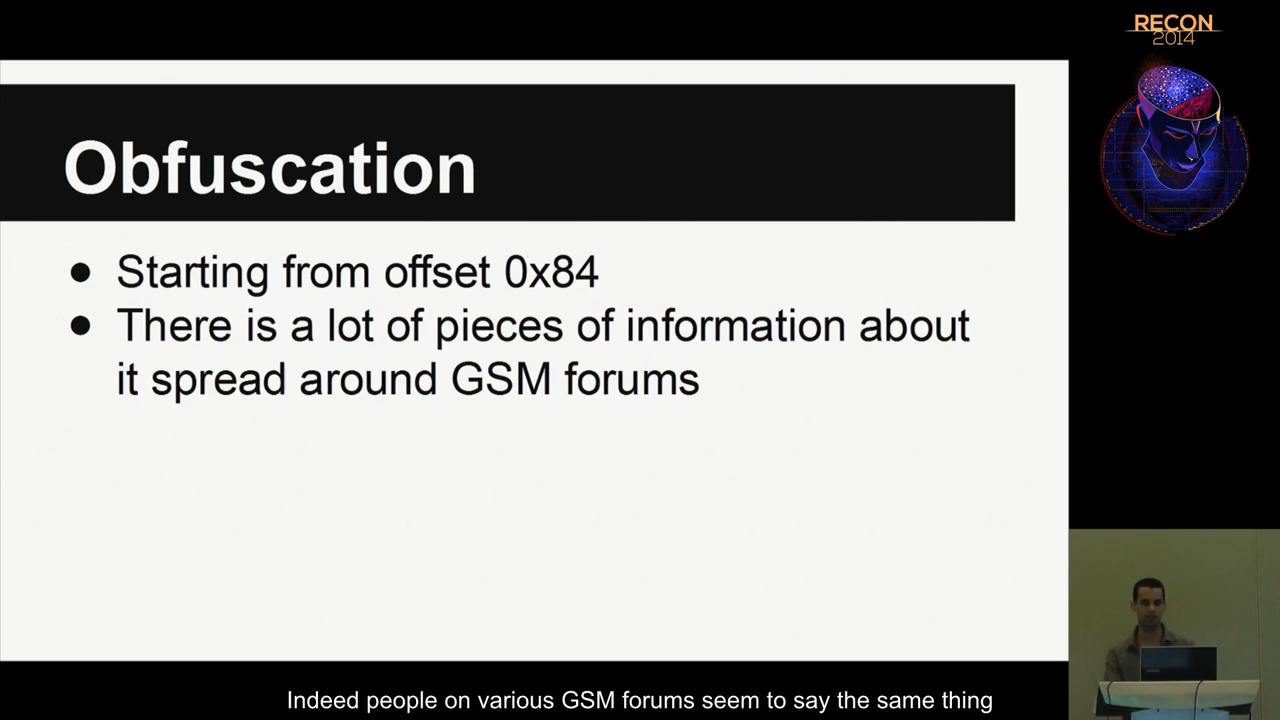 RECON
2014
Obfuscation
● Starting from offset 0x84
● There is a lot of pieces of information about
it spread around GSM forums
Indeed people on various GSM forums seem to say the same thing